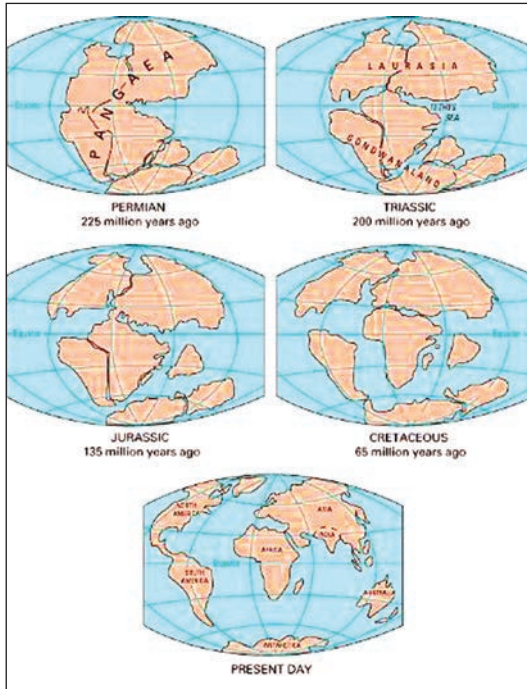 PANGAEA
PERMIAN
225 million years ago
LAURASIA
TETHYS
SEA
GONDWANALAND
TRIASSIC
200 million years ago
JURASSIC
135 million years ago
CRETACEOUS
65 million years ago
NORTH
AMERICA
ASIA
INDIA
AFRICA
SOUTH
AMERICA
AUSTRALIA
ANTARCTICA
PRESENT DAY